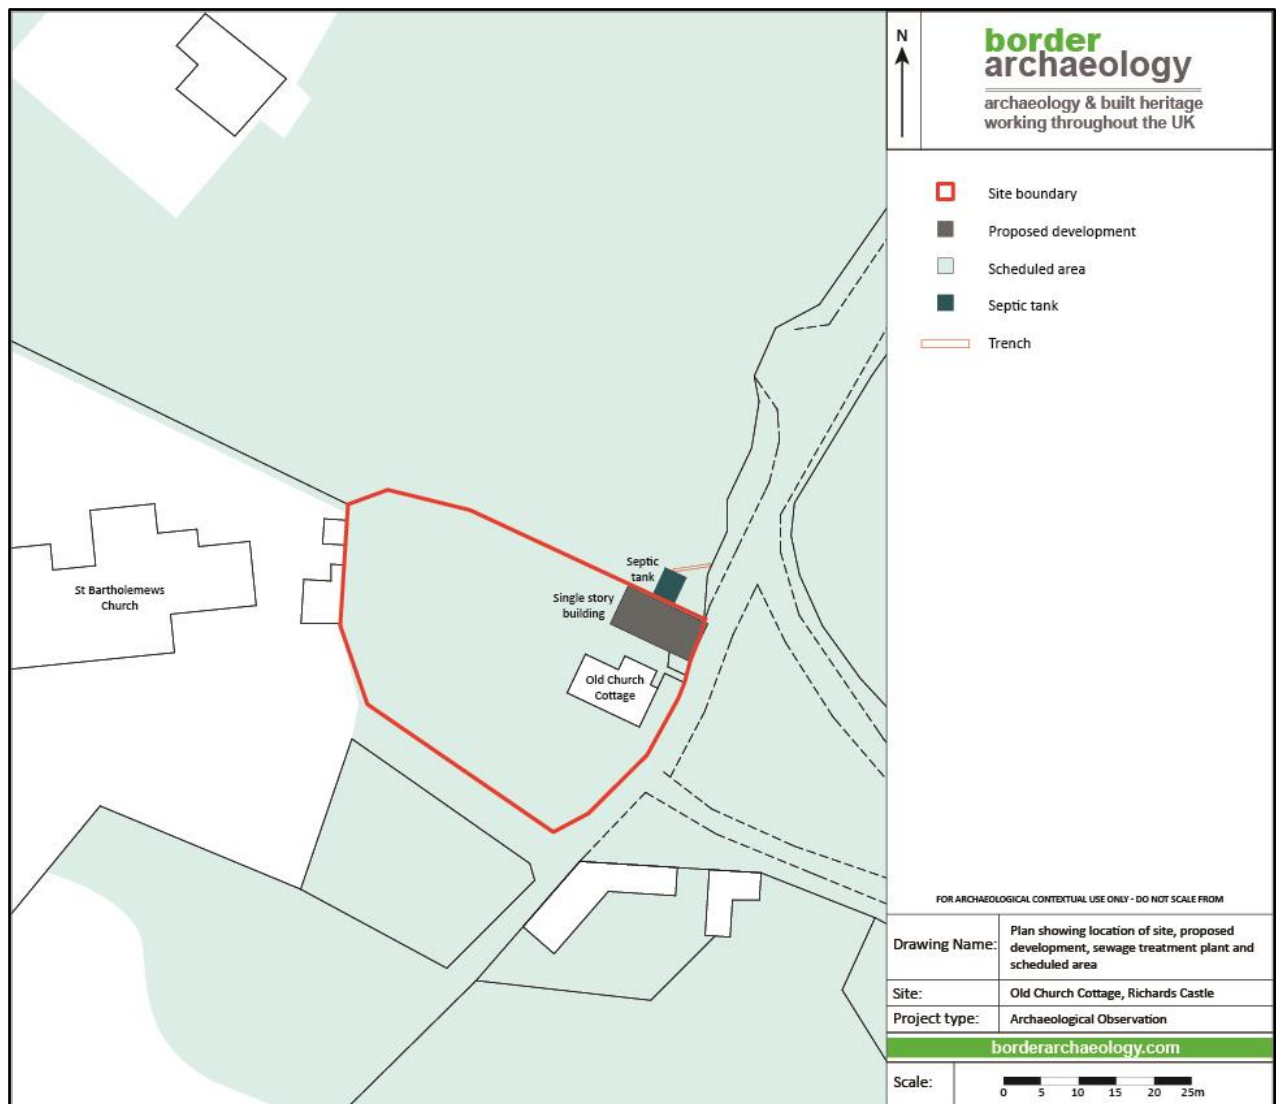 N
border
archaeology
archaeology & built heritage
working throughout the UK
Site boundary
Proposed development
Scheduled area
Septic tank
Trench
St Bartholemews
Church
Septic
tank
Single story
building
Old Church
Cottage
FOR ARCHAEOLOGICAL CONTEXTUAL USE ONLY - DO NOT SCALE FROM
Drawing Name:
Plan showing location of site, proposed
development, sewage treatment plant and
scheduled area
Site:
Old Church Cottage, Richards Castle
Project type:
Archaeological Observation
borderarchaeology.com
Scale:
0 5 10 15 20 25m